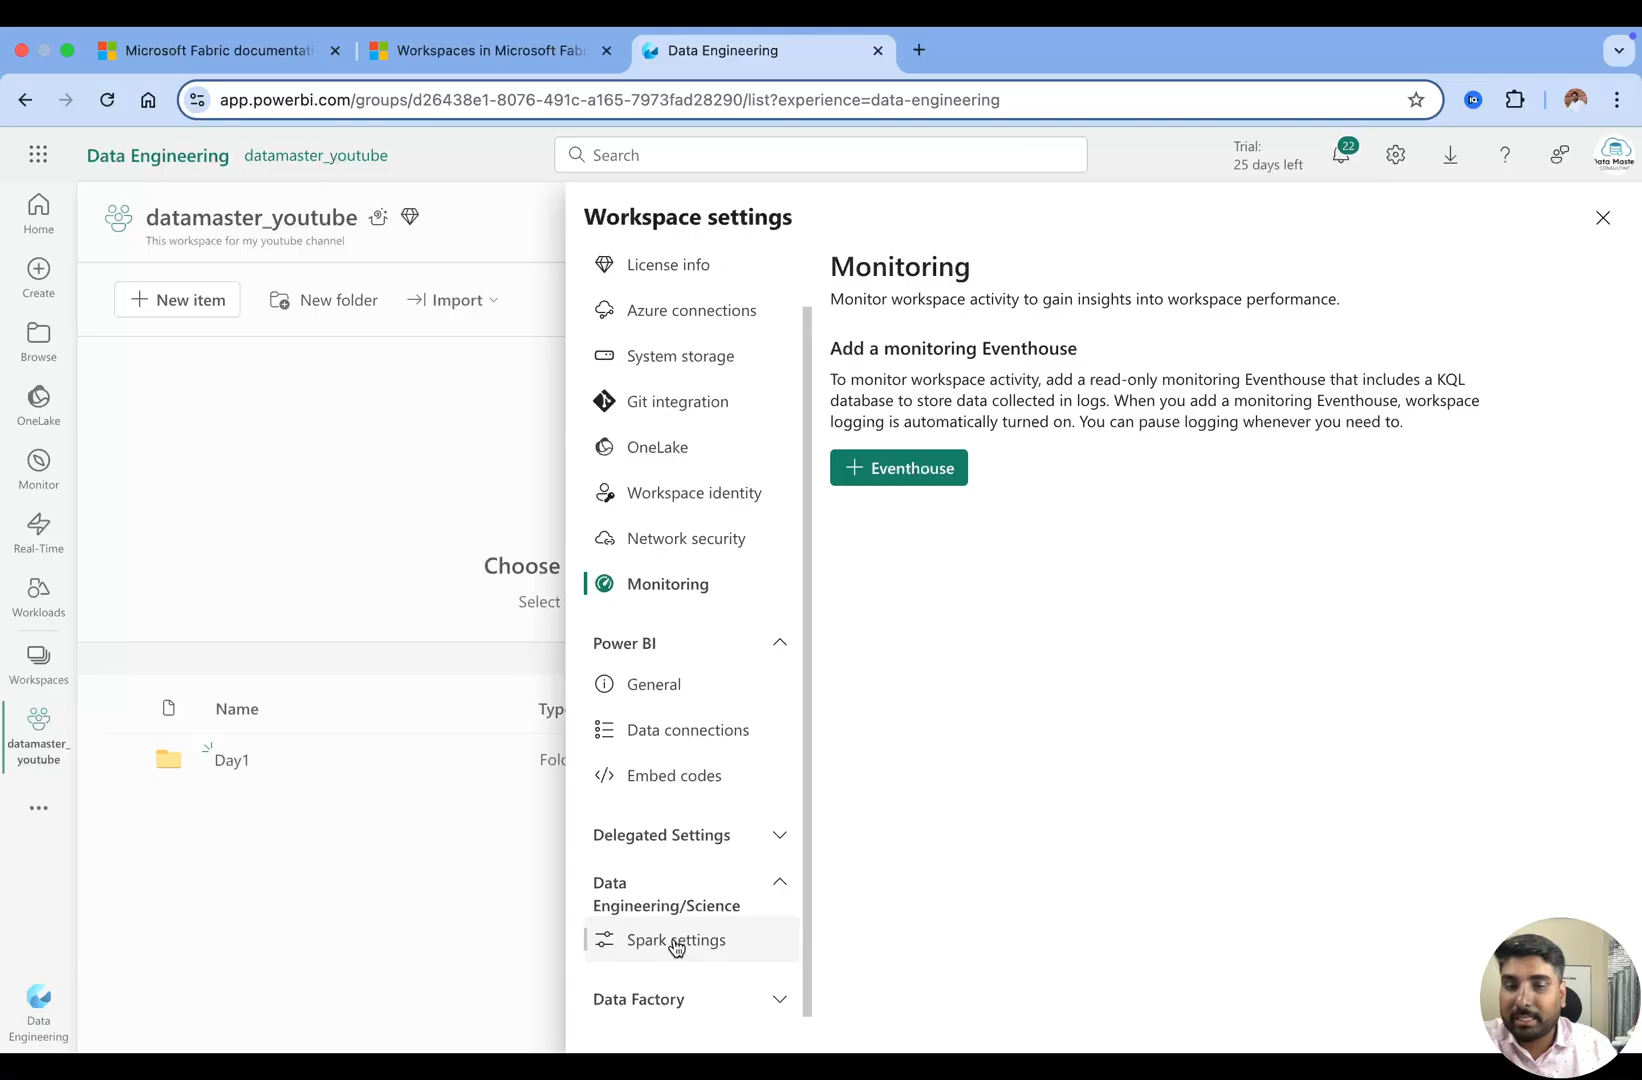 Microsoft Fabric documentati
Workspaces in Microsoft Fab
Data Engineering
app.powerbi.com/groups/d26438e1-8076-491c-a165-7973fad28290/list?experience=data-engineering
Data Engineering
datamaster_youtube
Search
Trial:
25 days left
22
Data Maste
CONSULTING
Home
Create
Browse
OneLake
Monitor
Real-Time
Workloads
Workspaces
datamaster_
youtube
Data
Engineering
datamaster_youtube
This workspace for my youtube channel
New item
New folder
Import
Choose
Select
Name
Typ
Day1
Fol
Workspace settings
License info
Azure connections
System storage
Git integration
OneLake
Workspace identity
Network security
Monitoring
Power BI
General
Data connections
Embed codes
Delegated Settings
Data
Engineering/Science
Spark settings
Data Factory
Monitoring
Monitor workspace activity to gain insights into workspace performance.
Add a monitoring Eventhouse
To monitor workspace activity, add a read-only monitoring Eventhouse that includes a KQL
database to store data collected in logs. When you add a monitoring Eventhouse, workspace
logging is automatically turned on. You can pause logging whenever you need to.
Eventhouse